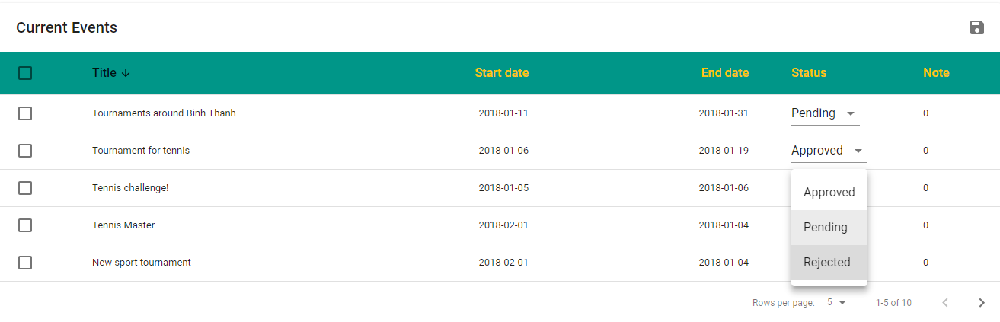 Current Events
Title Start date End date Status Note
Tournaments around Binh Thanh 2018-01-11 2018-01-31 Pending 0
Tournament for tennis 2018-01-06 2018-01-19 Approved 0
Tennis challenge! 2018-01-05 2018-01-06 Approved 0
Tennis Master 2018-02-01 2018-01-04 Pending 0
New sport tournament 2018-02-01 2018-01-04 Rejected 0
Rows per page: 5 1-5 of 10